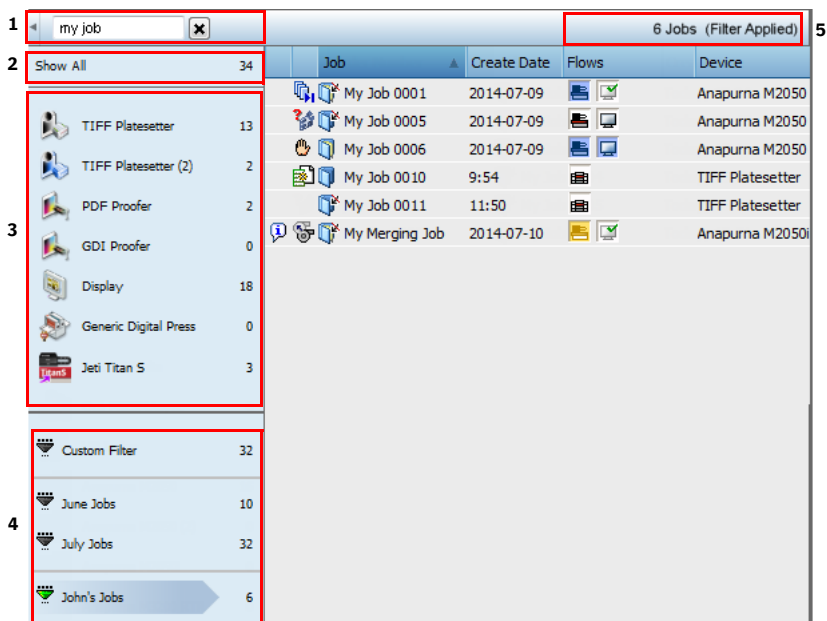 1
my job
6 Jobs (Filter Applied)
5
2
Show All 34
Job Create Date Flows Device
My Job 0001 2014-07-09 Anapurna M2050
My Job 0005 2014-07-09 Anapurna M2050
My Job 0006 2014-07-09 Anapurna M2050
My Job 0010 9:54 TIFF Platesetter
My Job 0011 11:50 TIFF Platesetter
My Merging Job 2014-07-10 Anapurna M2050i
3
TIFF Platesetter 13
TIFF Platesetter (2) 2
PDF Proofer 2
GDI Proofer 0
Display 18
Generic Digital Press 0
TitanS
Jeti Titan S 3
4
Custom Filter 32
June Jobs 10
July Jobs 32
John's Jobs 6